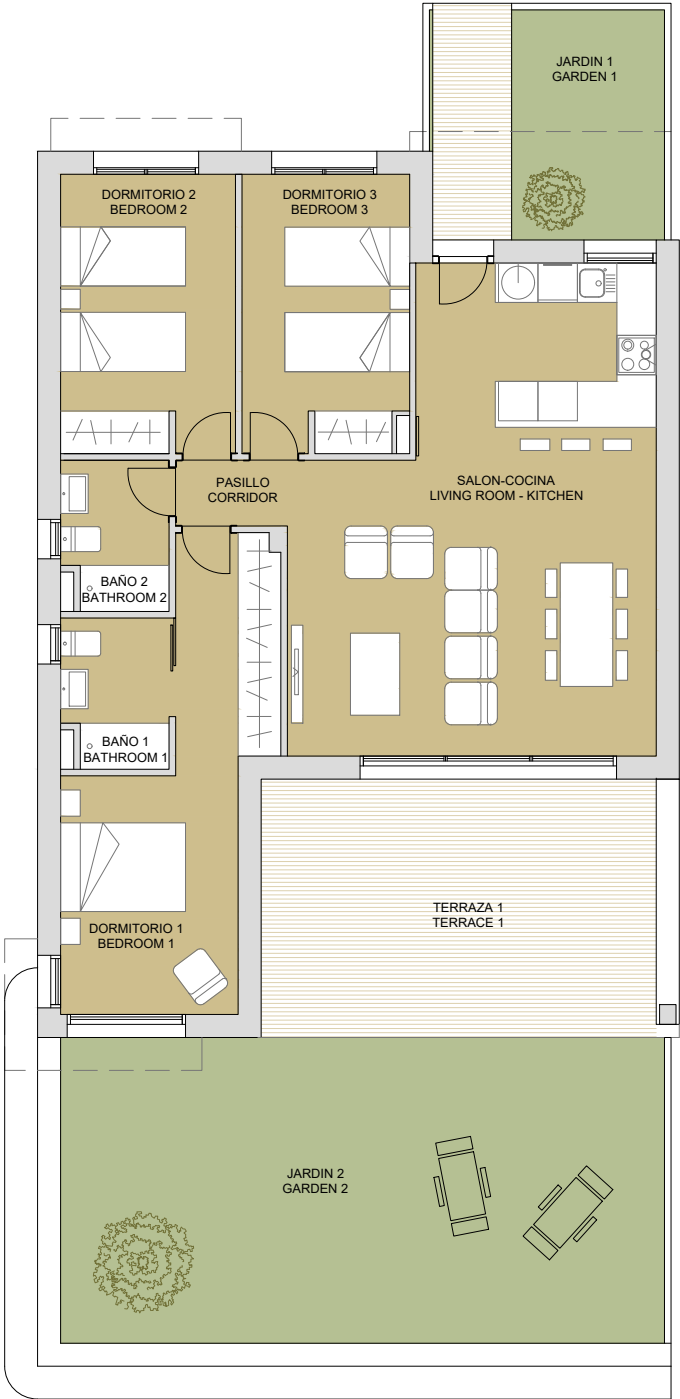 JARDIN 1
GARDEN 1
DORMITORIO 2
BEDROOM 2
DORMITORIO 3
BEDROOM 3
PASILLO
CORRIDOR
SALON-COCINA
LIVING ROOM - KITCHEN
BAÑO 2
BATHROOM 2
BAÑO 1
BATHROOM 1
TERRAZA 1
TERRACE 1
DORMITORIO 1
BEDROOM 1
JARDIN 2
GARDEN 2